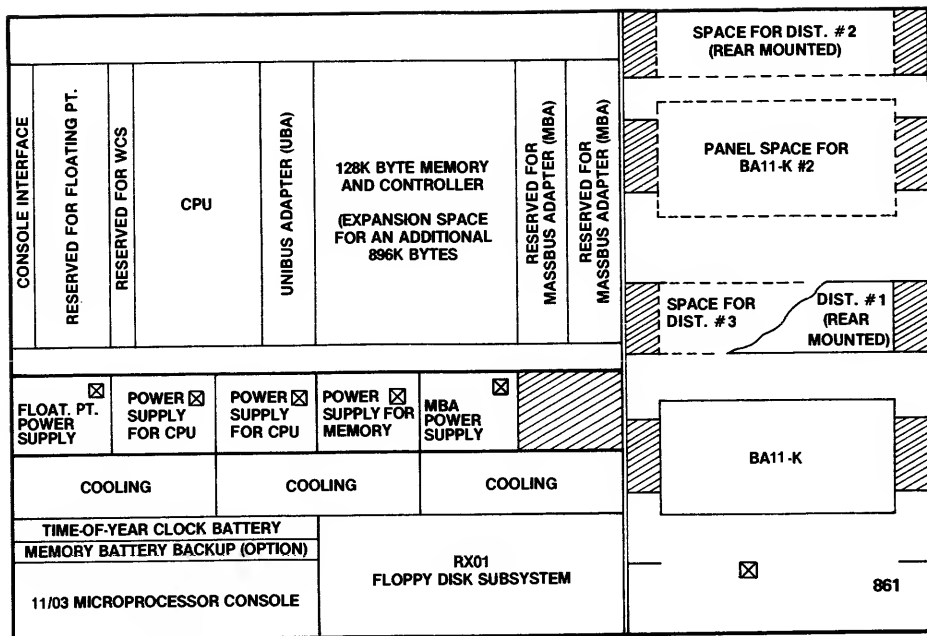 CONSOLE INTERFACE
RESERVED FOR FLOATING PT.
RESERVED FOR WCS
CPU
UNIBUS ADAPTER (UBA)
128K BYTE MEMORY
AND CONTROLLER
(EXPANSION SPACE
FOR AN ADDITIONAL
896K BYTES
RESERVED FOR
MASSBUS ADAPTER (MBA)
RESERVED FOR
MASSBUS ADAPTER (MBA)
FLOAT. PT.
POWER
SUPPLY
POWER
SUPPLY
FOR CPU
POWER
SUPPLY
FOR CPU
POWER
SUPPLY FOR
MEMORY
MBA
POWER
SUPPLY
COOLING
COOLING
COOLING
TIME-OF-YEAR CLOCK BATTERY
MEMORY BATTERY BACKUP (OPTION)
11/03 MICROPROCESSOR CONSOLE
RX01
FLOPPY DISK SUBSYSTEM
SPACE FOR DIST. #2
(REAR MOUNTED)
PANEL SPACE FOR
BA11-K #2
SPACE FOR
DIST. #3
DIST. #1
(REAR
MOUNTED)
BA11-K
861